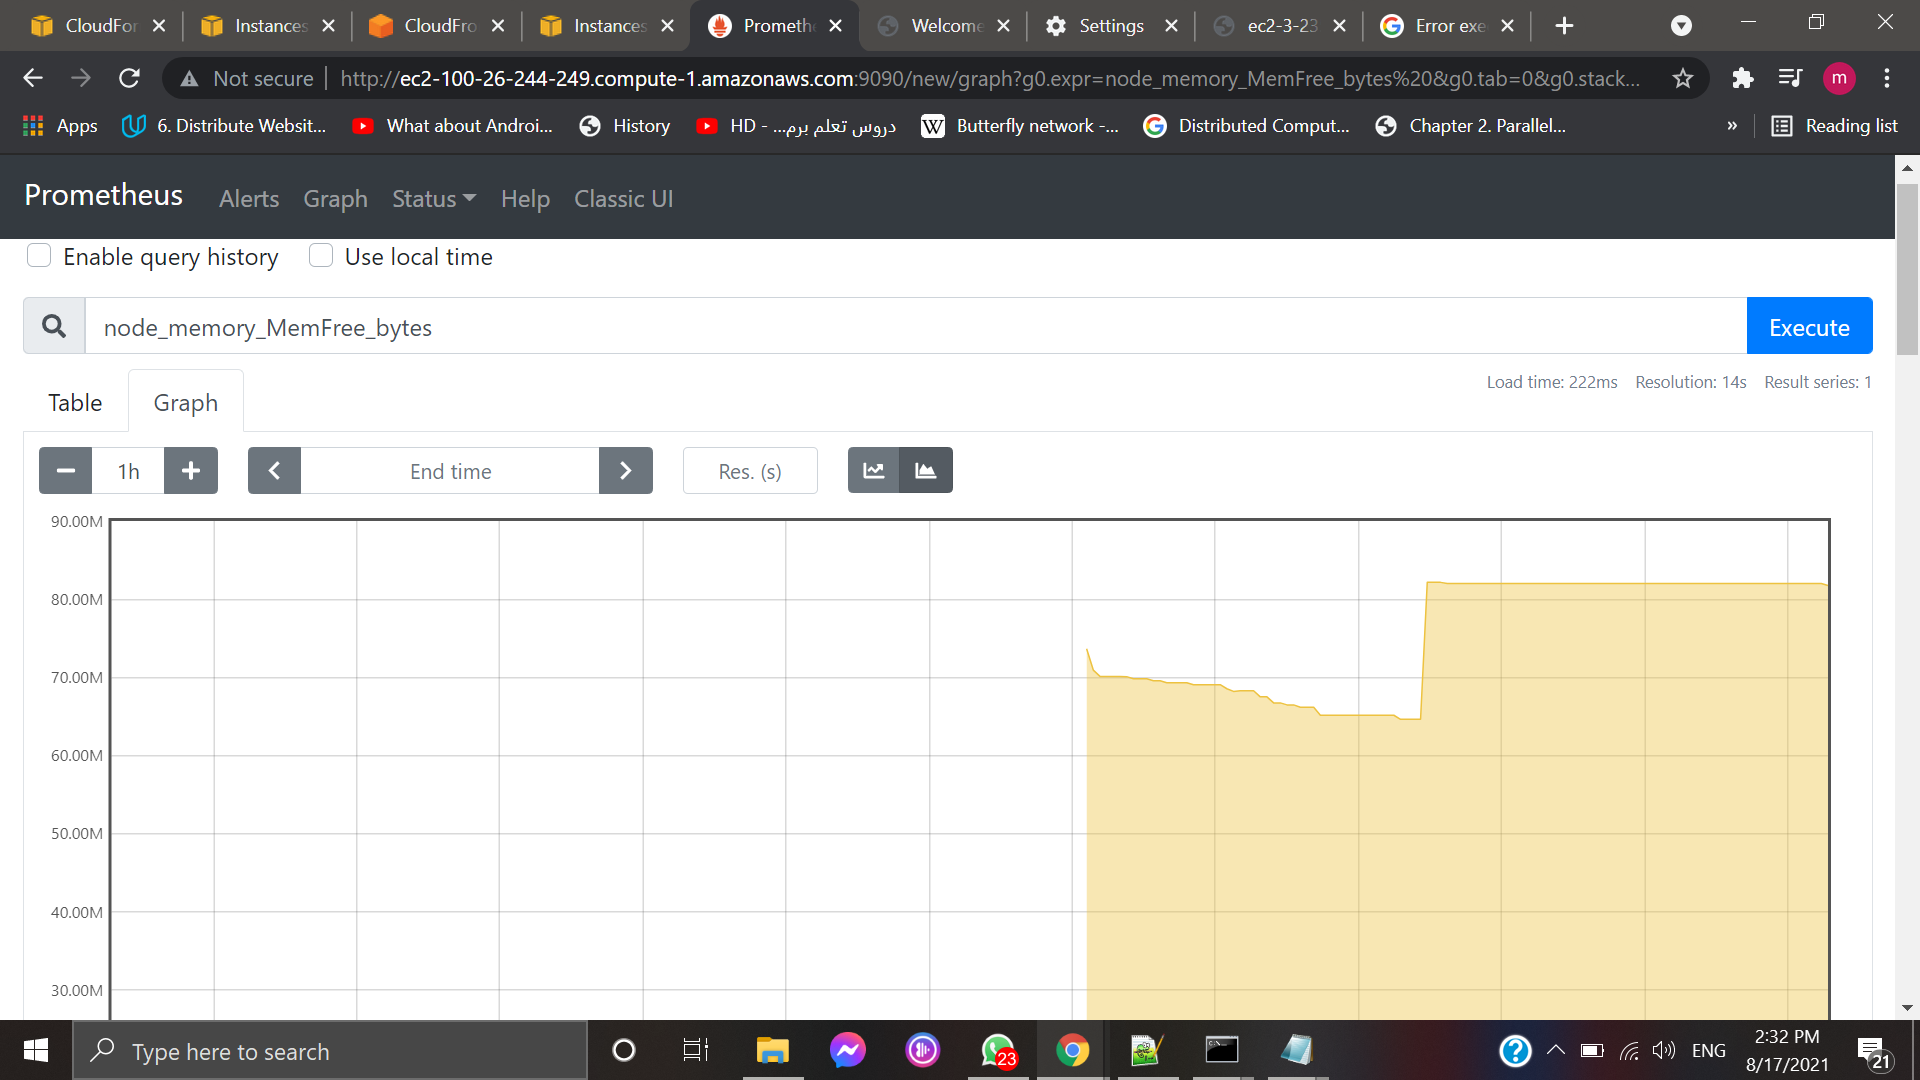 CloudFor
Instances
CloudFro
Instances
Prometh
Welcome
Settings
ec2-3-23
Error exe
Not secure
http://ec2-100-26-244-249.compute-1.amazonaws.com:9090/new/graph?g0.expr=node_memory_MemFree_bytes%20&g0.tab=0&g0.stack...
m
Apps
6. Distribute Websit...
What about Androi...
History
HD - ...دروس تعلم برم
W
Butterfly network -...
Distributed Comput...
Chapter 2. Parallel...
»
Reading list
Prometheus
Alerts
Graph
Status
Help
Classic UI
Enable query history
Use local time
node_memory_MemFree_bytes
Execute
Table
Graph
Load time: 222ms
Resolution: 14s
Result series: 1
1h
End time
Res. (s)
90.00M
80.00M
70.00M
60.00M
50.00M
40.00M
30.00M
Type here to search
23
ENG
2:32 PM
8/17/2021
21